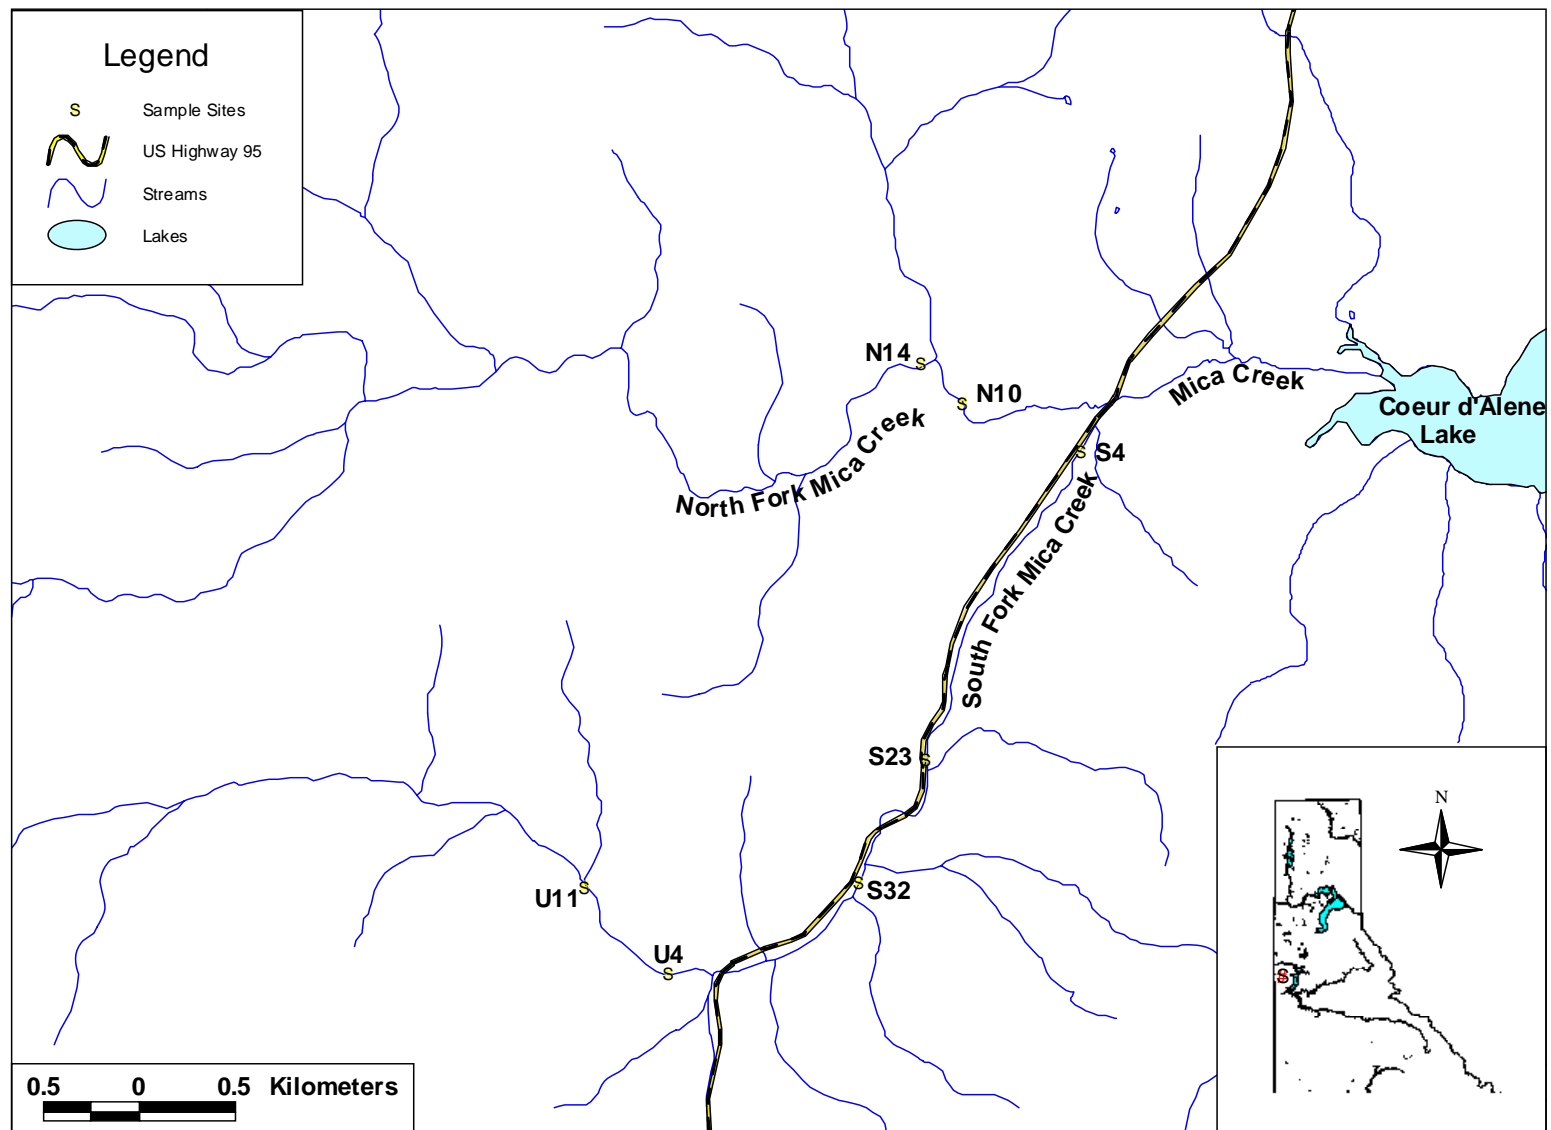 Legend
S Sample Sites
US Highway 95
Streams
Lakes
N14
S
N10
S
Mica Creek
Coeur d'Alene
Lake
North Fork Mica Creek
S S4
South Fork Mica Creek
S23 S
S S32
U11 S
U4
S
N
S
0.5 0 0.5 Kilometers